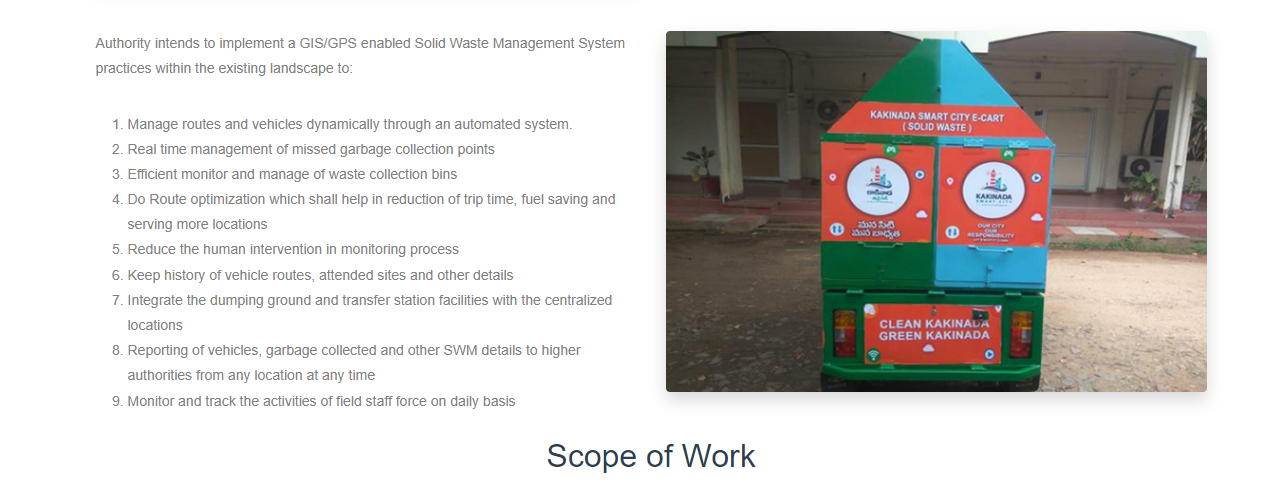 Authority intends to implement a GIS/GPS enabled Solid Waste Management System
practices within the existing landscape to:
1. Manage routes and vehicles dynamically through an automated system.
2. Real time management of missed garbage collection points
3. Efficient monitor and manage of waste collection bins
4. Do Route optimization which shall help in reduction of trip time, fuel saving and
serving more locations
5. Reduce the human intervention in monitoring process
6. Keep history of vehicle routes, attended sites and other details
7. Integrate the dumping ground and transfer station facilities with the centralized
locations
8. Reporting of vehicles, garbage collected and other SWM details to higher
authorities from any location at any time
9. Monitor and track the activities of field staff force on daily basis
KAKINADA SMART CITY E-CART
( SOLID WASTE )
కాకినాడ
మన సిటీ
మన బాధ్యత
KAKINADA
SMART CITY
OUR CITY
OUR
RESPONSIBILITY
CLEAN KAKINADA
GREEN KAKINADA
Scope of Work